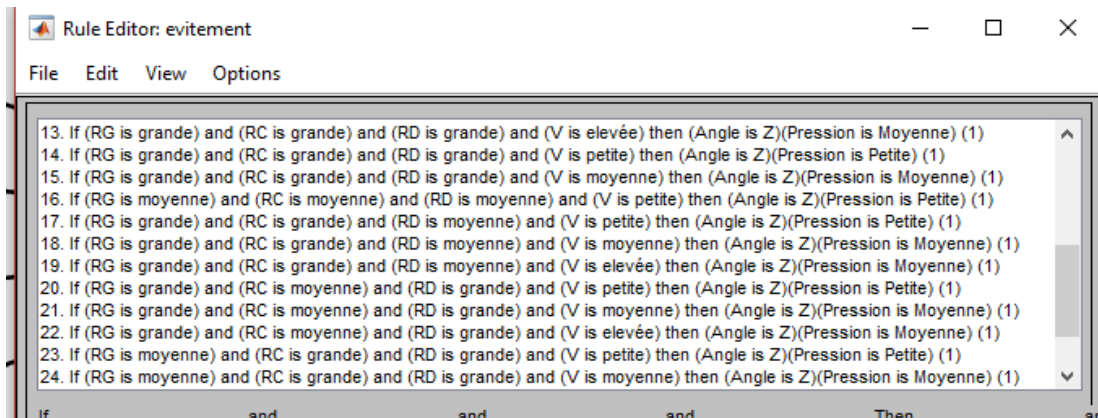 Rule Editor: evitement
File Edit View Options
13. If (RG is grande) and (RC is grande) and (RD is grande) and (V is elevée) then (Angle is Z)(Pression is Moyenne) (1)
14. If (RG is grande) and (RC is grande) and (RD is grande) and (V is petite) then (Angle is Z)(Pression is Petite) (1)
15. If (RG is grande) and (RC is grande) and (RD is grande) and (V is moyenne) then (Angle is Z)(Pression is Moyenne) (1)
16. If (RG is moyenne) and (RC is moyenne) and (RD is moyenne) and (V is petite) then (Angle is Z)(Pression is Petite) (1)
17. If (RG is grande) and (RC is grande) and (RD is moyenne) and (V is petite) then (Angle is Z)(Pression is Petite) (1)
18. If (RG is grande) and (RC is grande) and (RD is moyenne) and (V is moyenne) then (Angle is Z)(Pression is Moyenne) (1)
19. If (RG is grande) and (RC is grande) and (RD is moyenne) and (V is elevée) then (Angle is Z)(Pression is Moyenne) (1)
20. If (RG is grande) and (RC is moyenne) and (RD is grande) and (V is petite) then (Angle is Z)(Pression is Petite) (1)
21. If (RG is grande) and (RC is moyenne) and (RD is grande) and (V is moyenne) then (Angle is Z)(Pression is Moyenne) (1)
22. If (RG is grande) and (RC is moyenne) and (RD is grande) and (V is elevée) then (Angle is Z)(Pression is Moyenne) (1)
23. If (RG is moyenne) and (RC is grande) and (RD is grande) and (V is petite) then (Angle is Z)(Pression is Petite) (1)
24. If (RG is moyenne) and (RC is grande) and (RD is grande) and (V is moyenne) then (Angle is Z)(Pression is Moyenne) (1)
If and and and Then